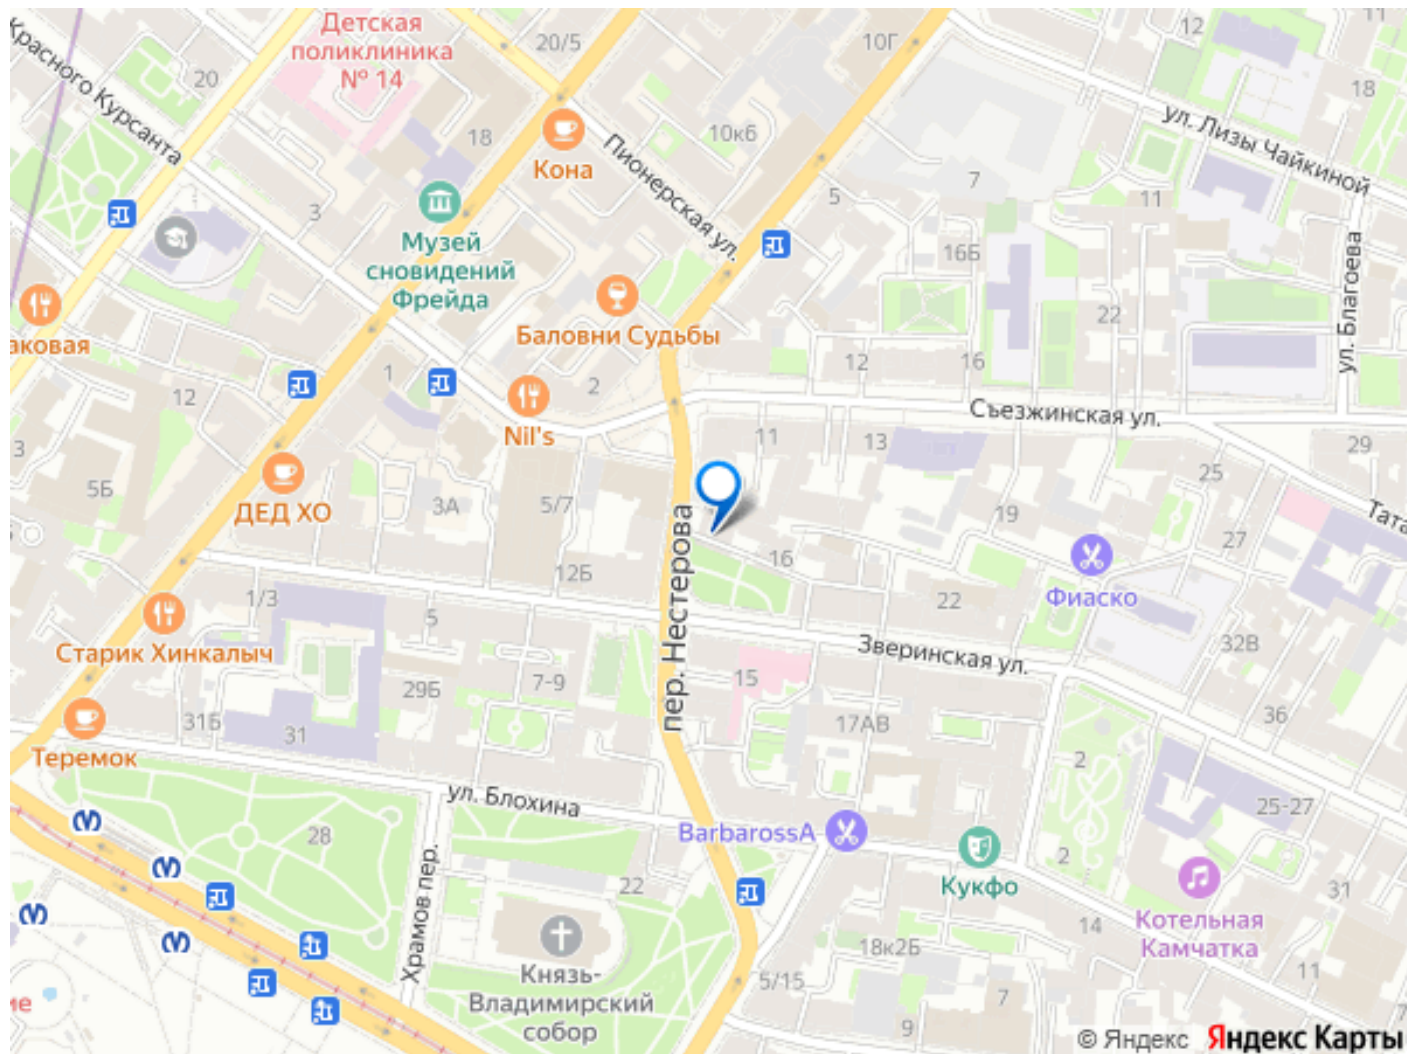 Детская
поликлиника
№ 14
20/5
10Г
12
11
18
Красного Курсанта
20
18
10к6
Кона
Пионерская ул.
ул. Лизы Чайкиной
7
5
11
3
Музей
сновидений
Фрейда
16Б
22
ул. Благоева
аковая
Баловни Судьбы
12
16
1
2
12
Nil's
Съезжинская ул.
11
13
29
3
5Б
ДЕД ХО
3А
5/7
25
19
27
Тата
пер. Нестерова
16
12Б
1/3
5
22
Фиаско
Старик Хинкалыч
Зверинская ул.
32В
29Б
7-9
15
17АВ
36
31Б
31
Теремок
2
ул. Блохина
25-27
28
BarbarossA
2
Кукфо
Храмов пер.
22
31
14
Котельная
Камчатка
18к2Б
11
Князь-
Владимирский
собор
5/15
7
9
ие
© Яндекс Яндекс Карты